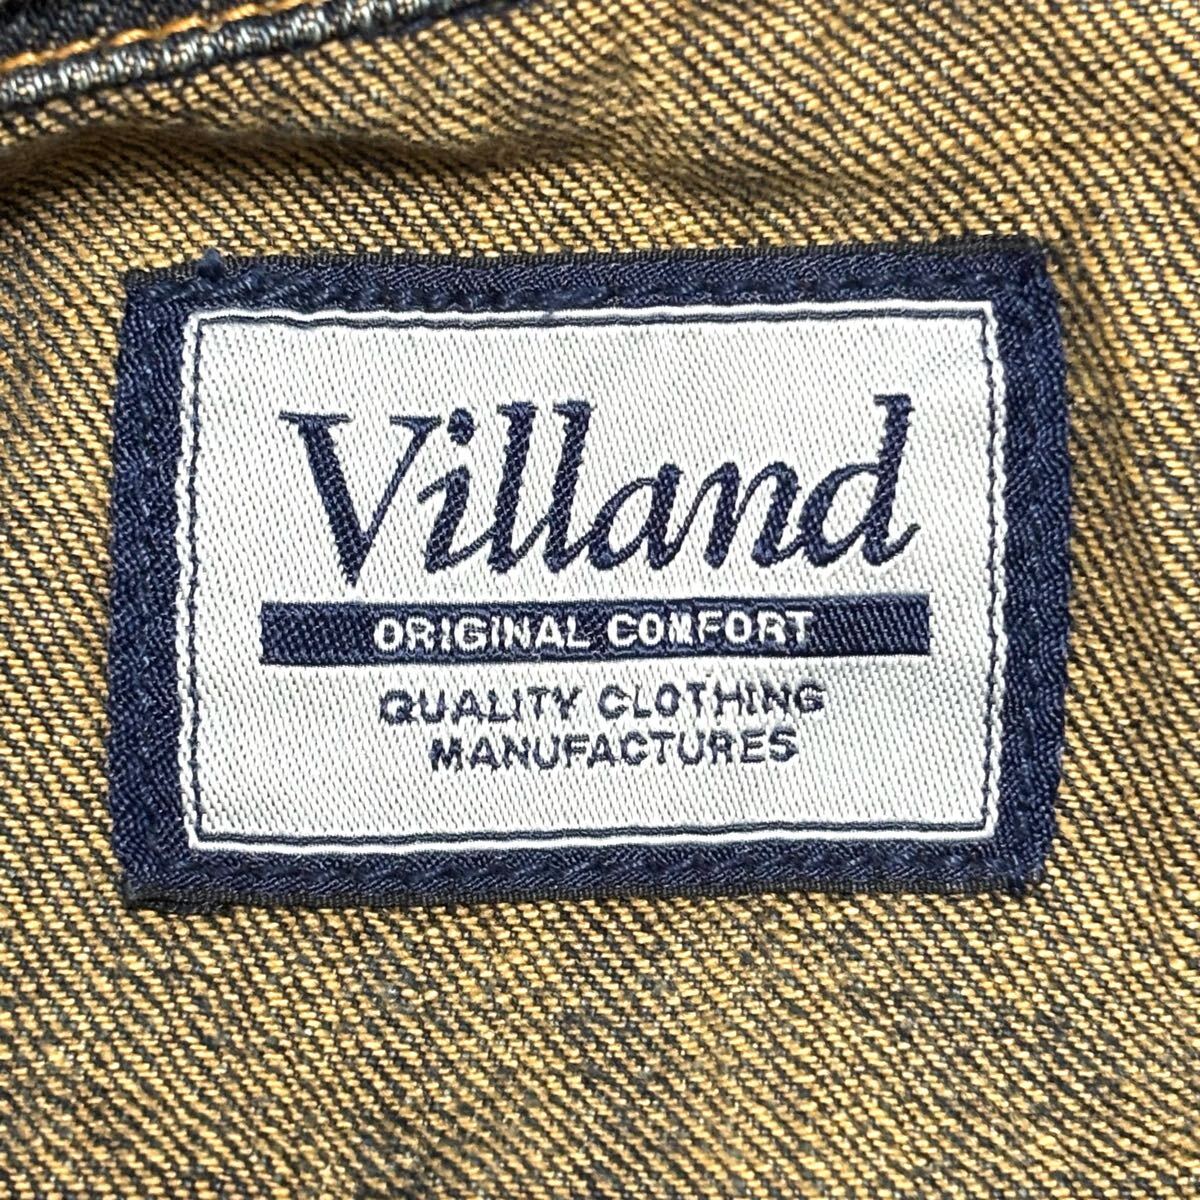 Villand
ORIGINAL COMFORT
QUALITY CLOTHING
MANUFACTURES